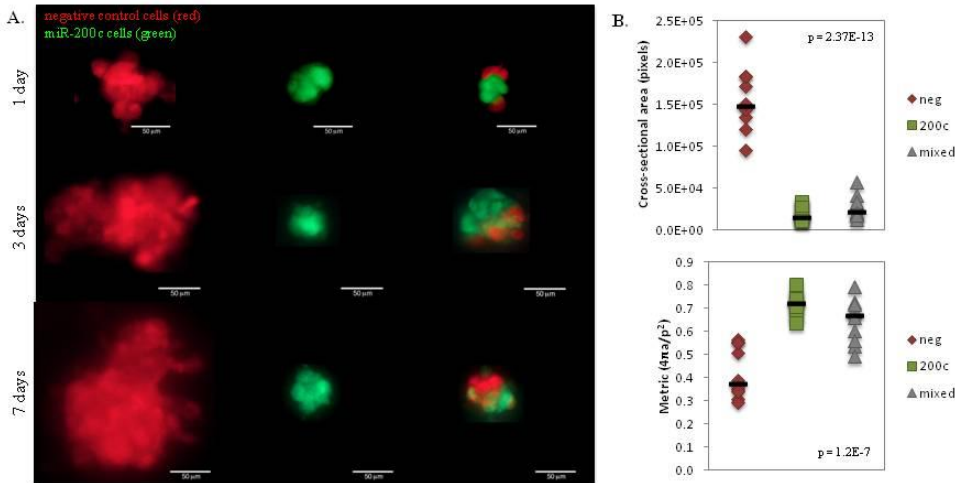 A.
negative control cells (red)
miR-200c cells (green)
1 day
50 µm
50 µm
50 µm
3 days
50 µm
50 µm
50 µm
7 days
50 µm
50 µm
50 µm
B.
p = 2.37E-13
Cross-sectional area (pixels)
2.5E+05
2.0E+05
1.5E+05
1.0E+05
5.0E+04
0.0E+00
neg
200c
mixed
Metric (4πa/p²)
0.9
0.8
0.7
0.6
0.5
0.4
0.3
0.2
0.1
0.0
neg
200c
mixed
p = 1.2E-7